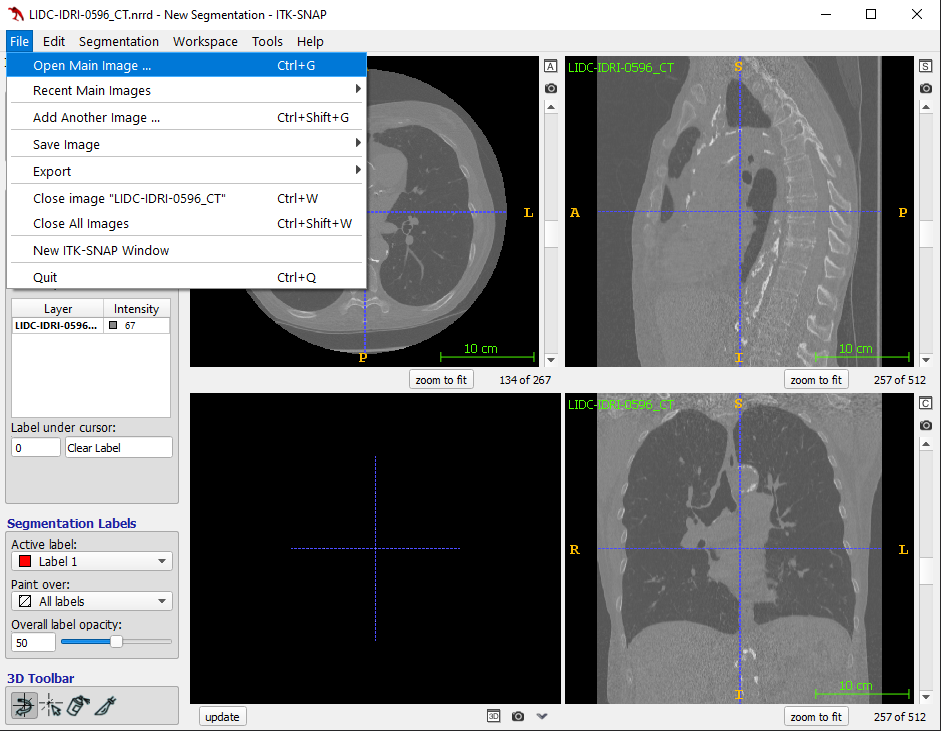 LIDC-IDRI-0596_CT.nrrd - New Segmentation - ITK-SNAP
File Edit Segmentation Workspace Tools Help
Open Main Image ... Ctrl+G
Recent Main Images
Add Another Image ... Ctrl+Shift+G
Save Image
Export
Close image "LIDC-IDRI-0596_CT" Ctrl+W
Close All Images Ctrl+Shift+W
New ITK-SNAP Window
Quit Ctrl+Q
Layer Intensity
LIDC-IDRI-0596... 67
Label under cursor:
0 Clear Label
Segmentation Labels
Active label:
Label 1
Paint over:
All labels
Overall label opacity:
50
3D Toolbar
A
L
P
10 cm
zoom to fit 134 of 267
LIDC-IDRI-0596_CT
S
S
A
P
I
10 cm
zoom to fit 257 of 512
update
3D
LIDC-IDRI-0596_CT
S
C
R
L
I
10 cm
zoom to fit 257 of 512